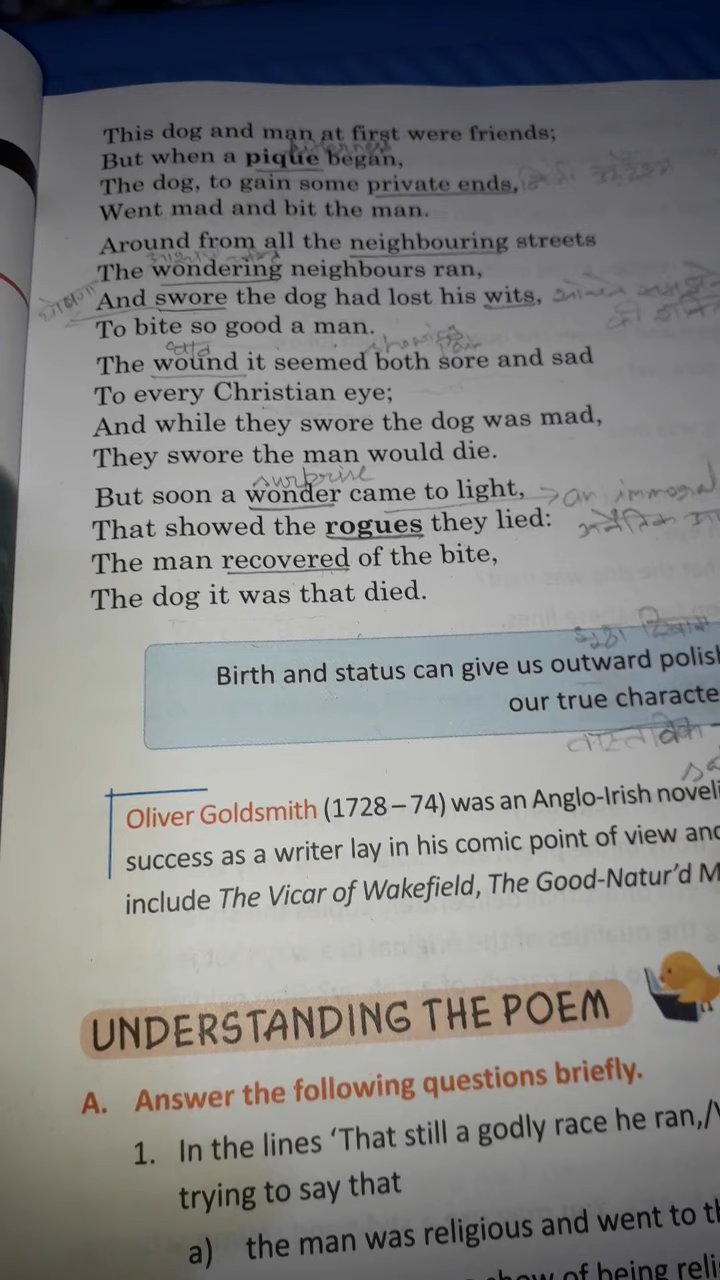 This dog and man at first were friends;
But when a pique began,
The dog, to gain some private ends,
Went mad and bit the man.
Around from all the neighbouring streets
The wondering neighbours ran,
And swore the dog had lost his wits,
To bite so good a man.
The wound it seemed both sore and sad
To every Christian eye;
And while they swore the dog was mad,
They swore the man would die.
surprise
But soon a wonder came to light, → an immoral
That showed the rogues they lied:
The man recovered of the bite,
The dog it was that died.
Birth and status can give us outward polis
our true characte
Oliver Goldsmith (1728–74) was an Anglo-Irish noveli
success as a writer lay in his comic point of view and
include The Vicar of Wakefield, The Good-Natur'd M
UNDERSTANDING THE POEM
A. Answer the following questions briefly.
1. In the lines ‘That still a godly race he ran,/
trying to say that
a) the man was religious and went to th
of being reli